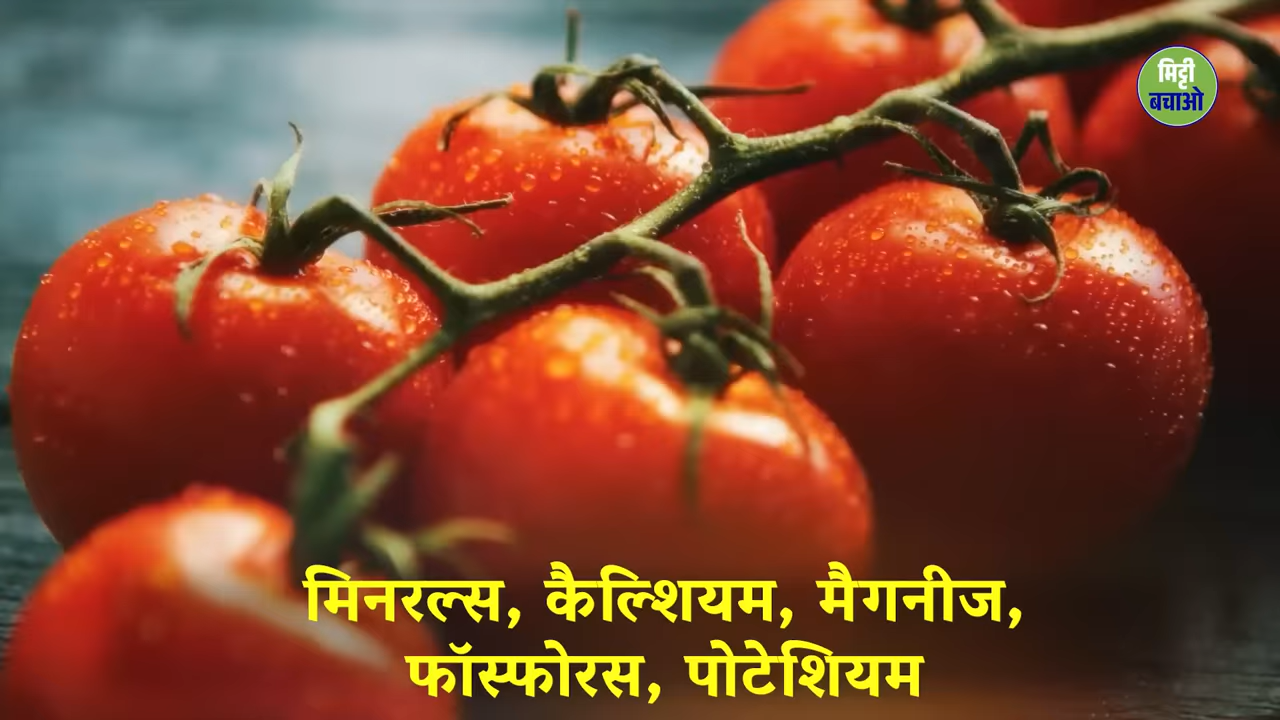 मिट्टी
बचाओ
मिनरल्स, कैल्शियम, मैगनीज,
फॉस्फोरस, पोटेशियम